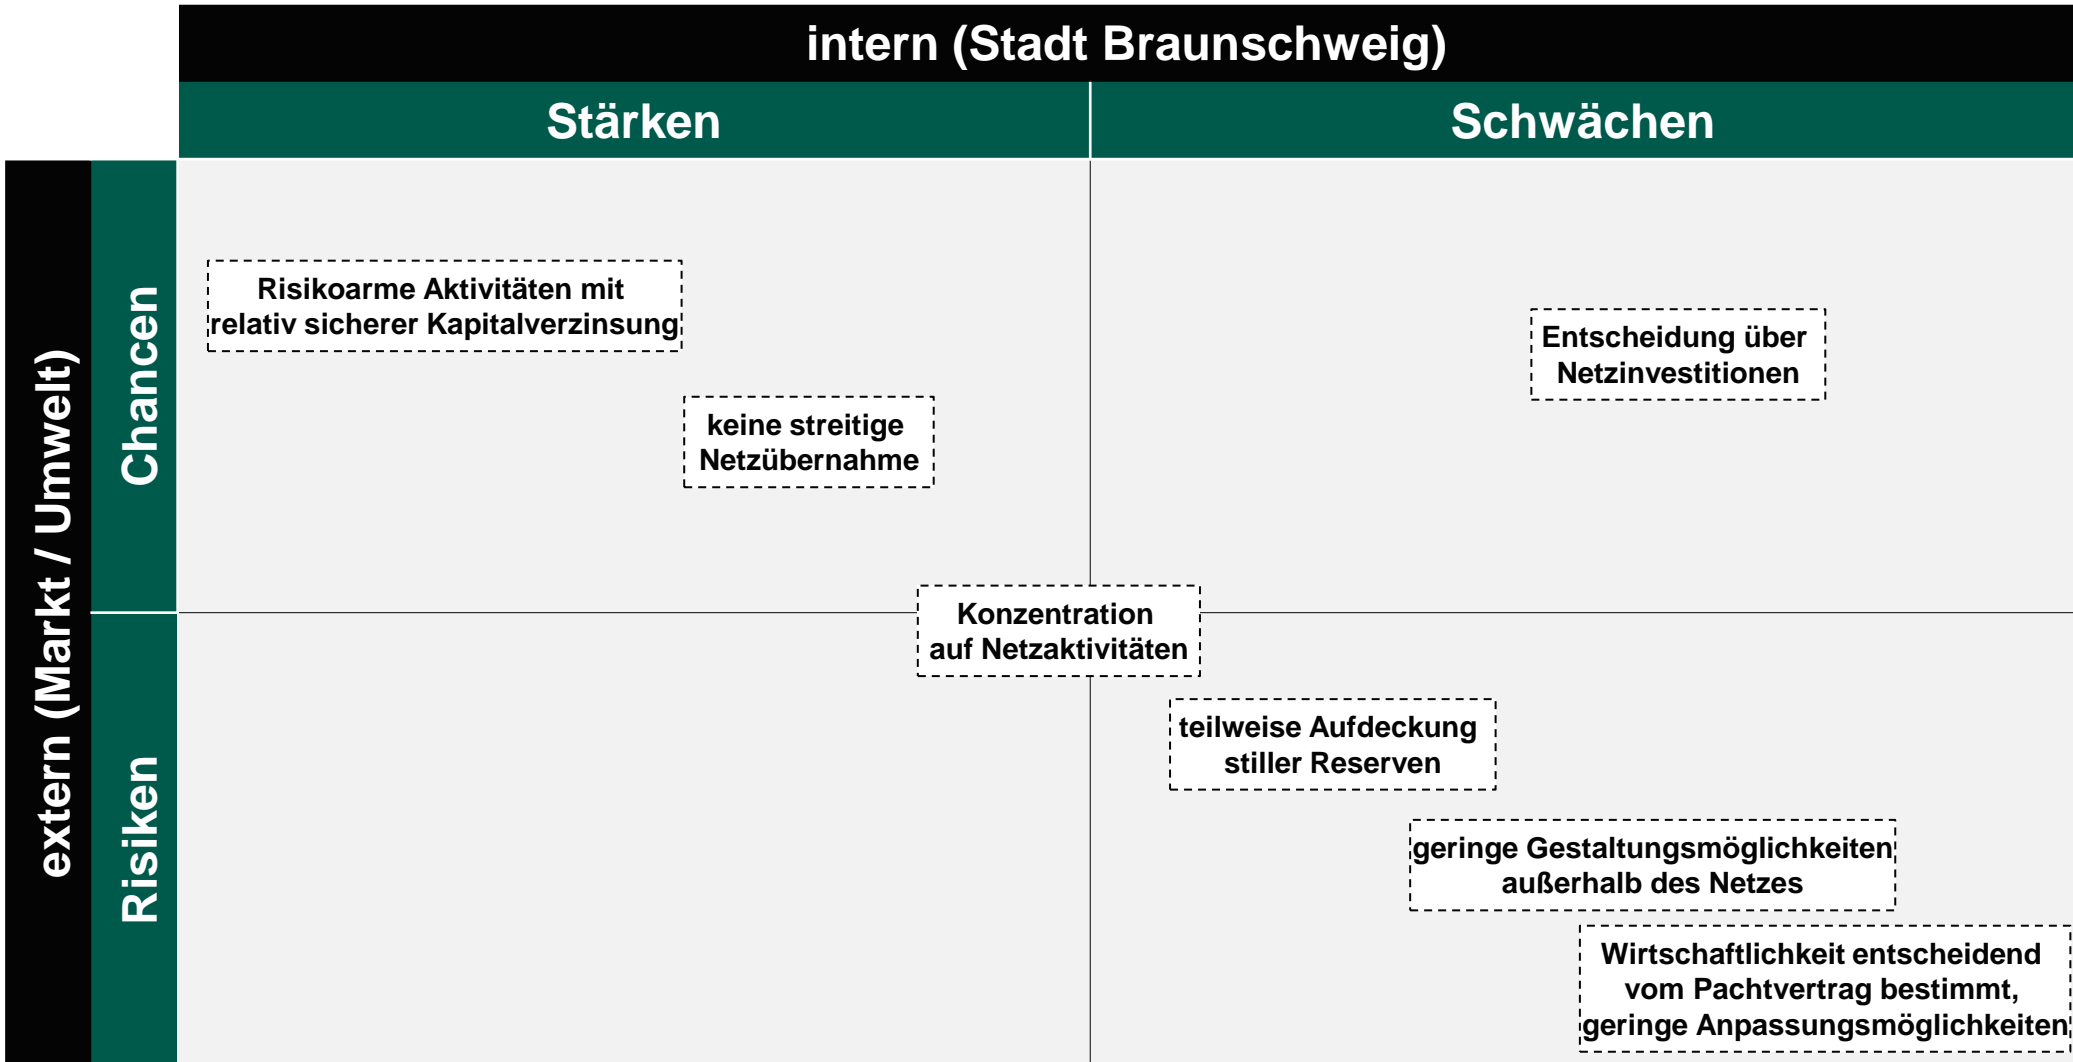 intern (Stadt Braunschweig)
Stärken
Schwächen
extern (Markt / Umwelt)
Chancen
Risikoarme Aktivitäten mit
relativ sicherer Kapitalverzinsung
keine streitige
Netzübernahme
Entscheidung über
Netzinvestitionen
Konzentration
auf Netzaktivitäten
Risiken
teilweise Aufdeckung
stiller Reserven
geringe Gestaltungsmöglichkeiten
außerhalb des Netzes
Wirtschaftlichkeit entscheidend
vom Pachtvertrag bestimmt,
geringe Anpassungsmöglichkeiten